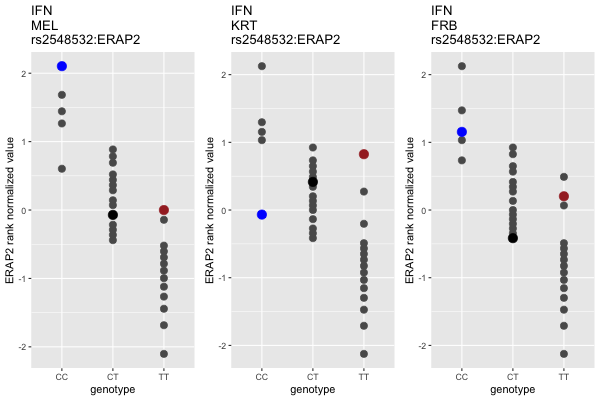 IFN
MEL
rs2548532:ERAP2
ERAP2 rank normalized value
2
1
0
-1
-2
CC
CT
TT
genotype
IFN
KRT
rs2548532:ERAP2
ERAP2 rank normalized value
2
1
0
-1
-2
CC
CT
TT
genotype
IFN
FRB
rs2548532:ERAP2
ERAP2 rank normalized value
2
1
0
-1
-2
CC
CT
TT
genotype